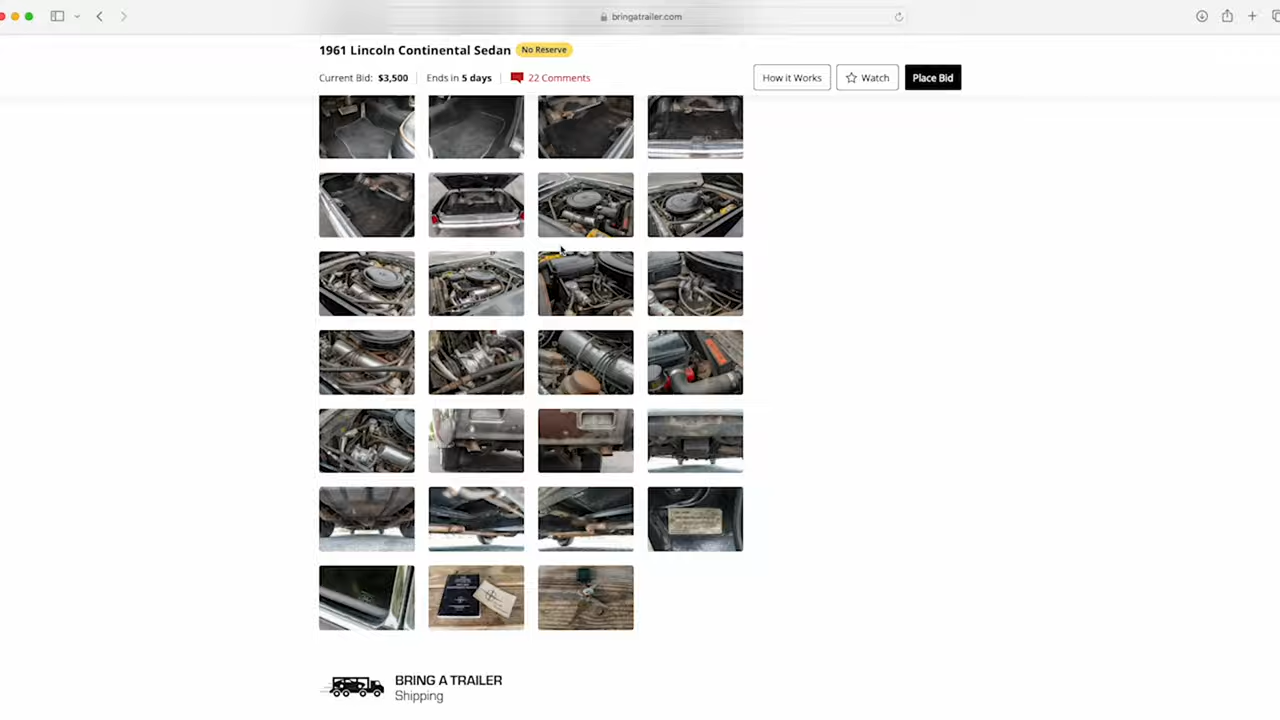 bringatrailer.com
1961 Lincoln Continental Sedan No Reserve
Current Bid: $3,500 Ends in 5 days 22 Comments
How it Works Watch Place Bid
BRING A TRAILER
Shipping